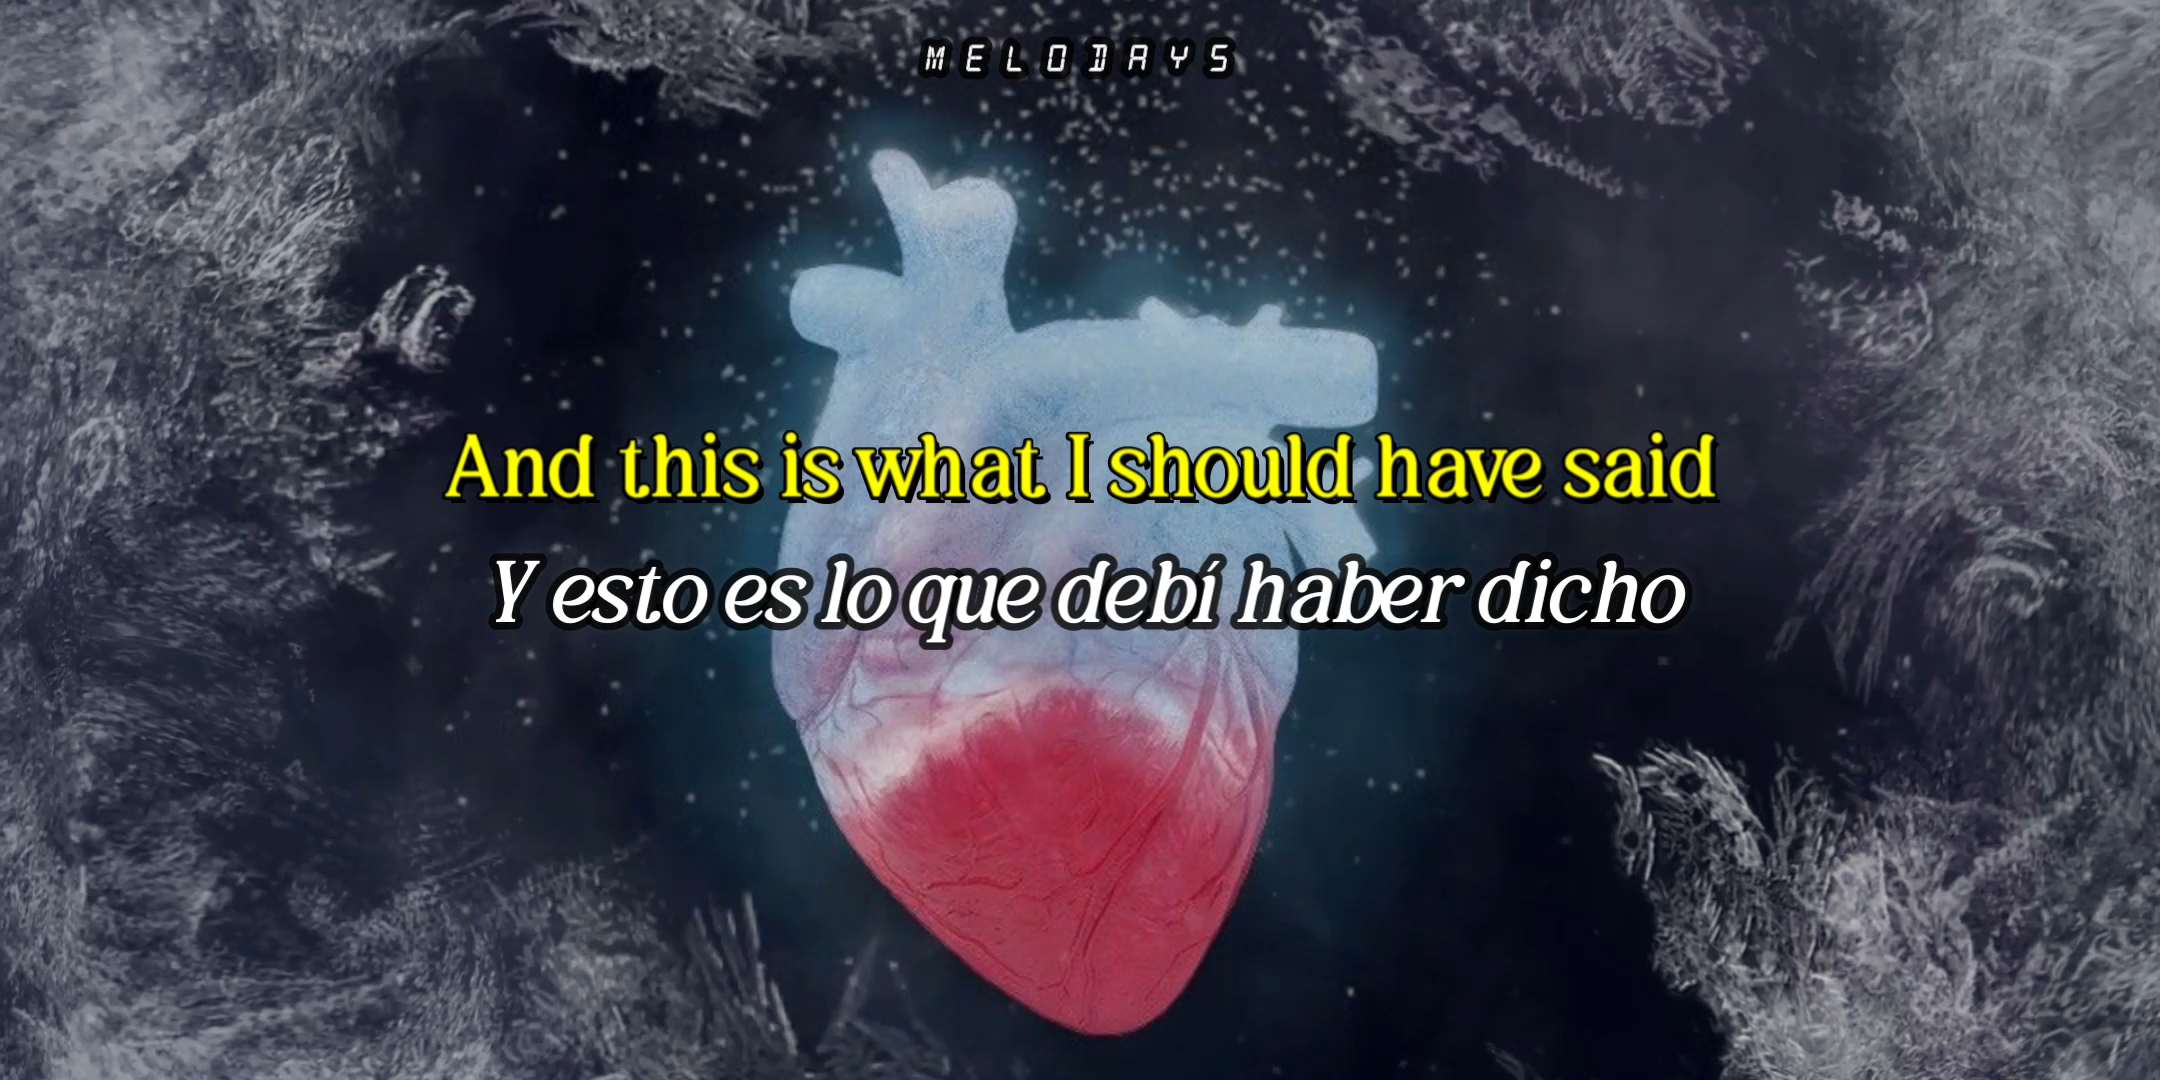 MELODAYS
And this is what I should have said
Y esto es lo que debí haber dicho